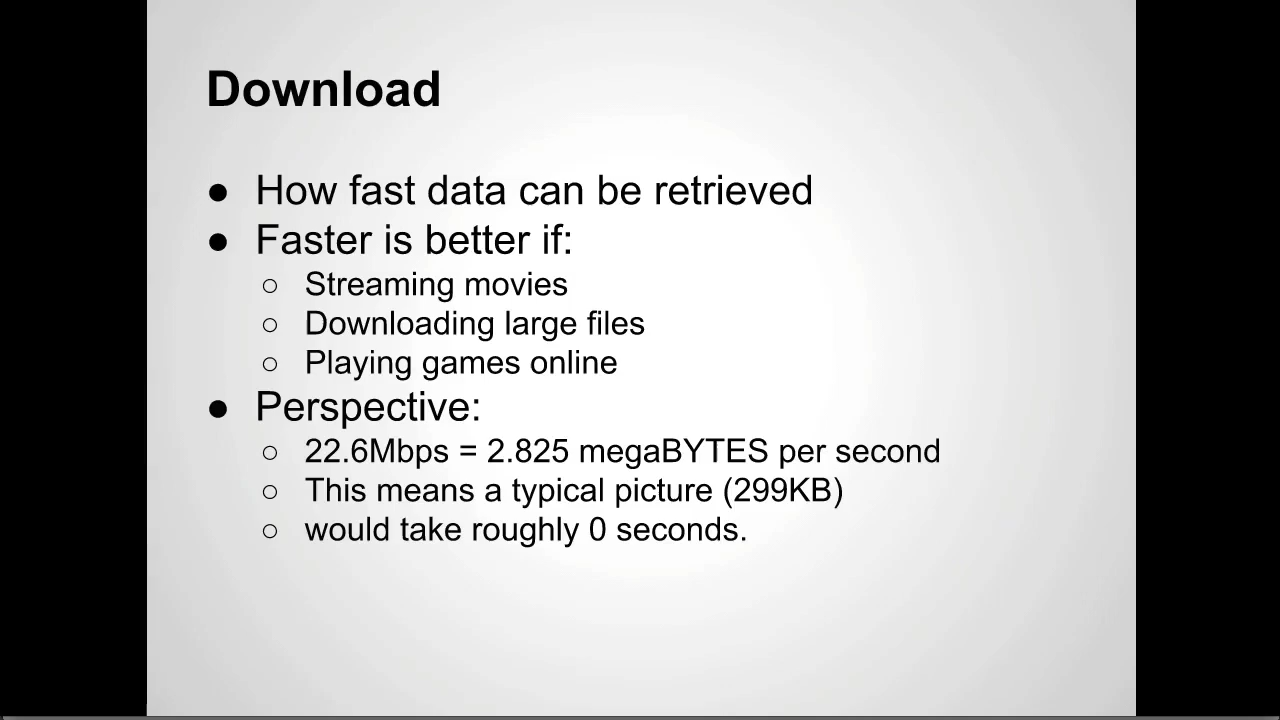 Download
● How fast data can be retrieved
● Faster is better if:
○ Streaming movies
○ Downloading large files
○ Playing games online
● Perspective:
○ 22.6Mbps = 2.825 megaBYTES per second
○ This means a typical picture (299KB)
○ would take roughly 0 seconds.